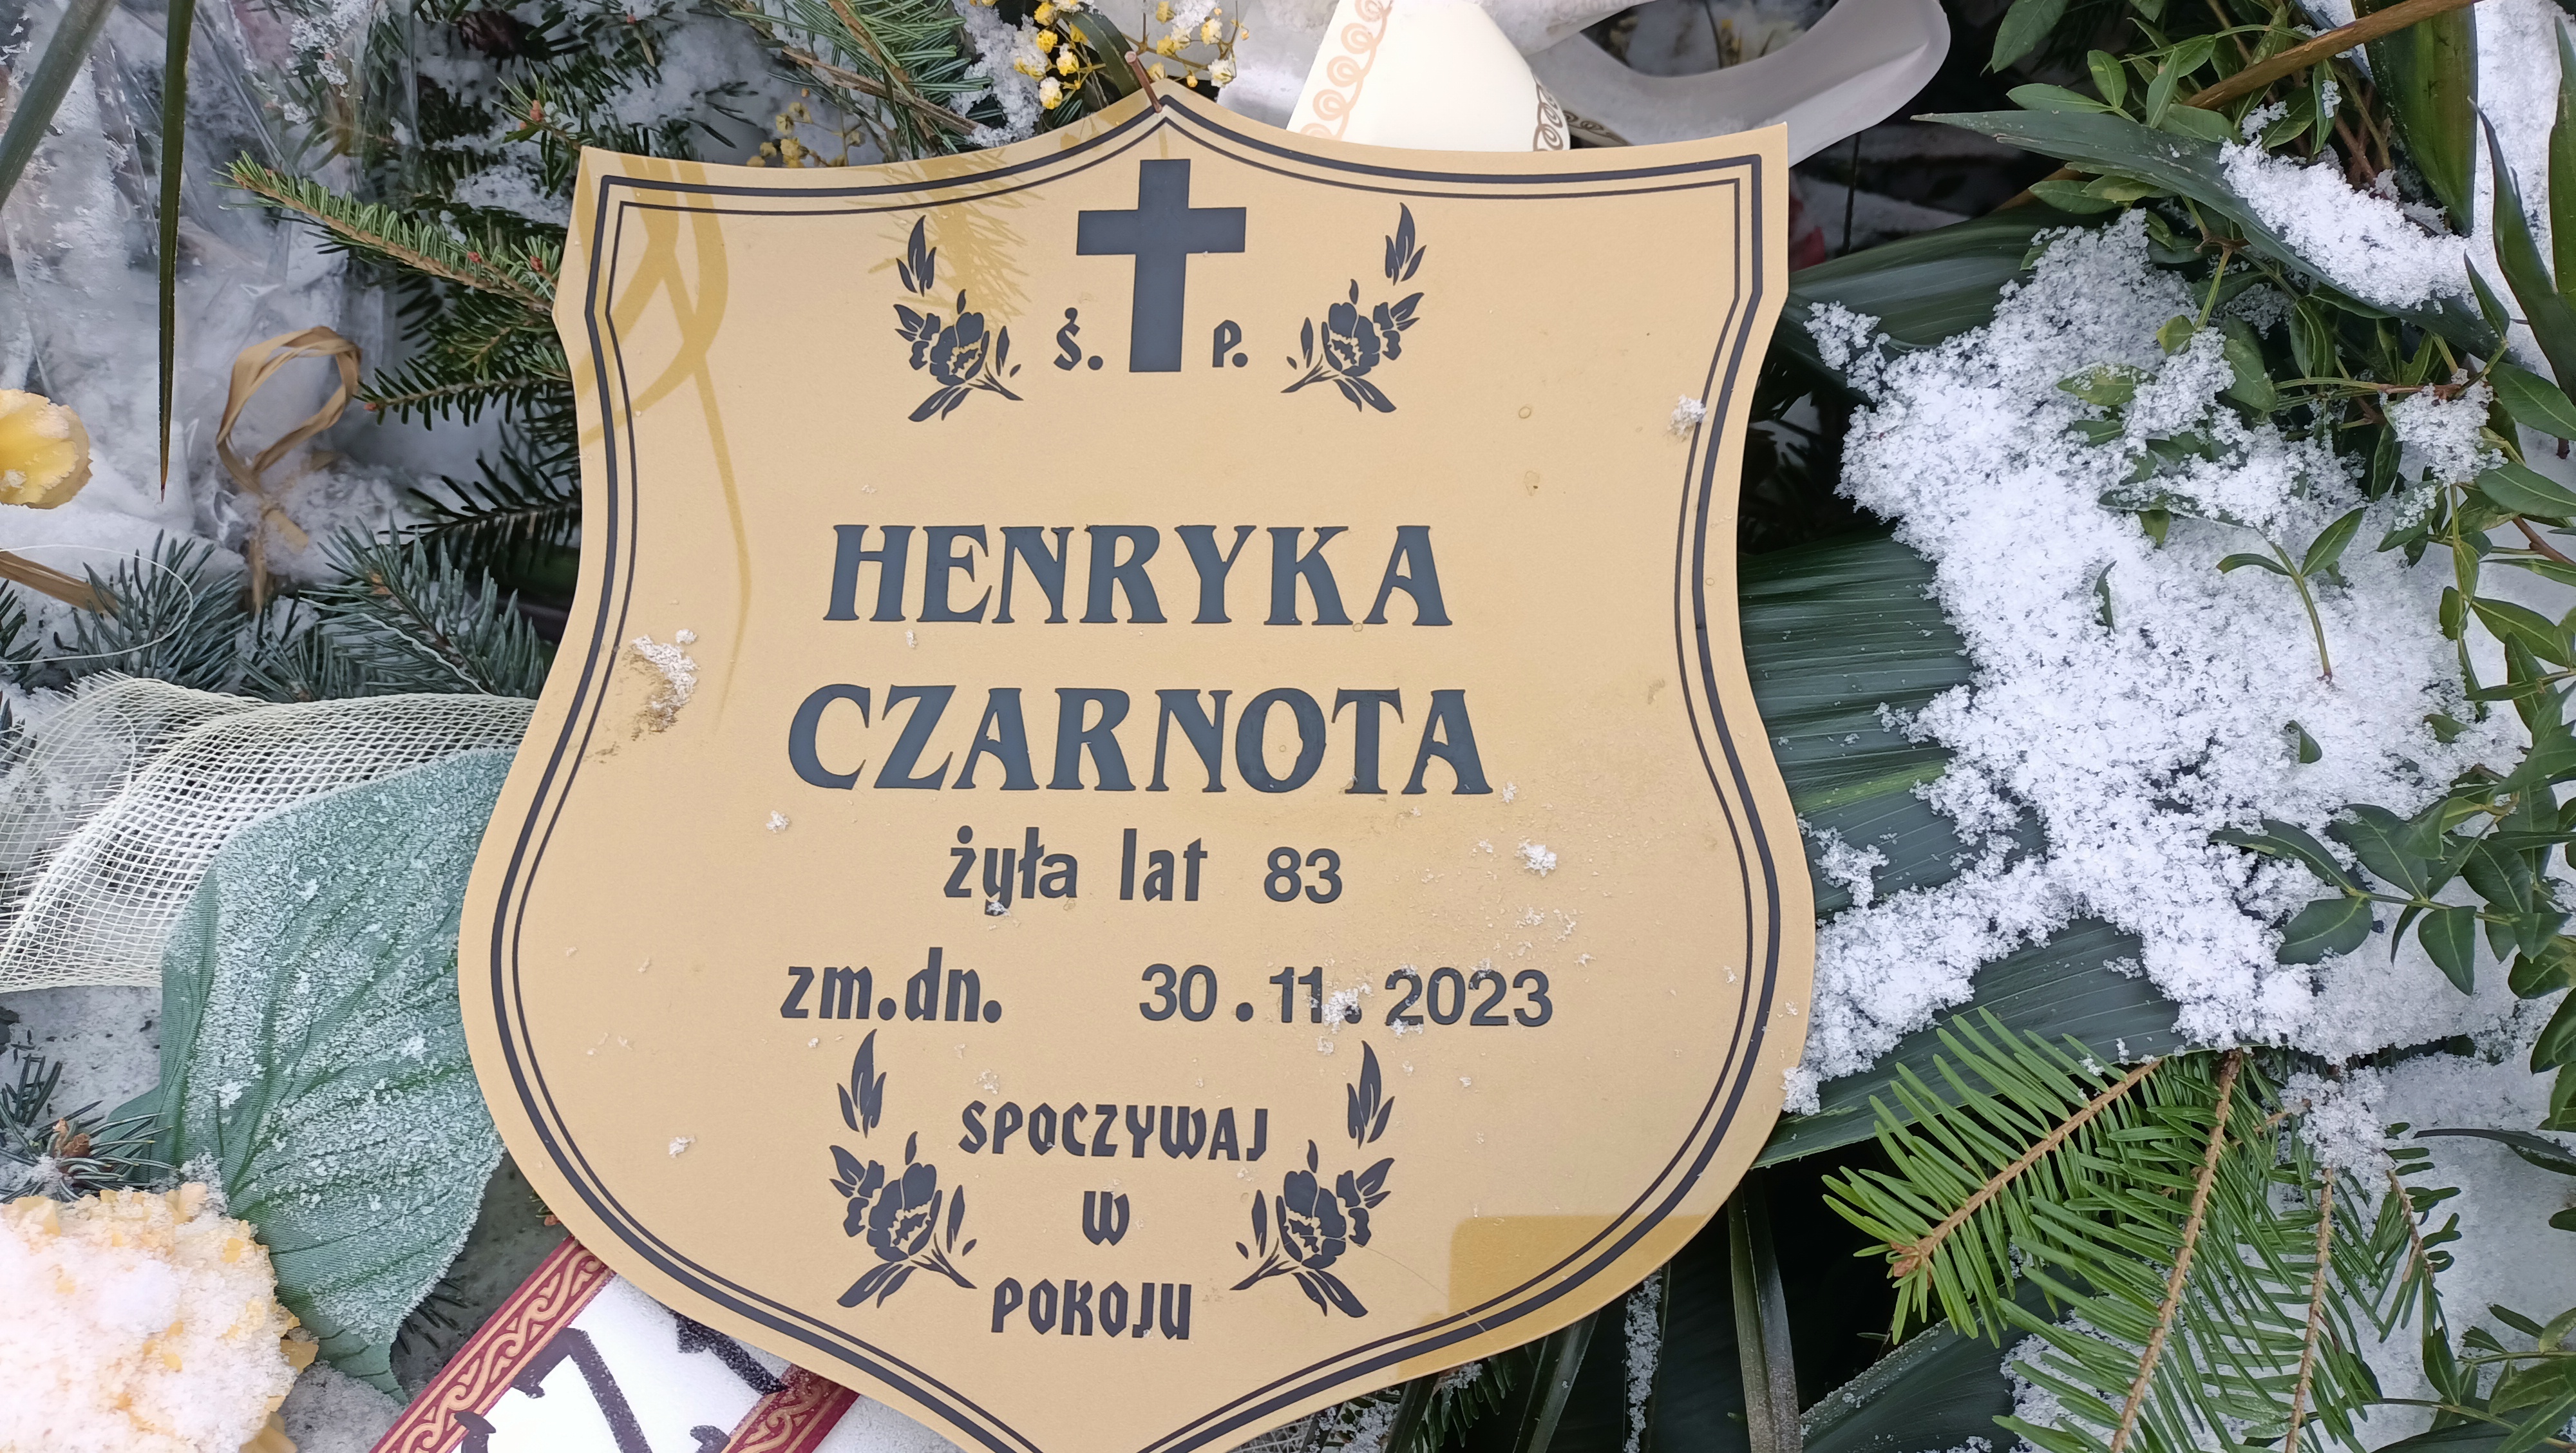 Ś. P.
HENRYKA
CZARNOTA
żyła lat 83
zm.dn. 30.11.2023
SPOCZYWAJ
W
POKOJU